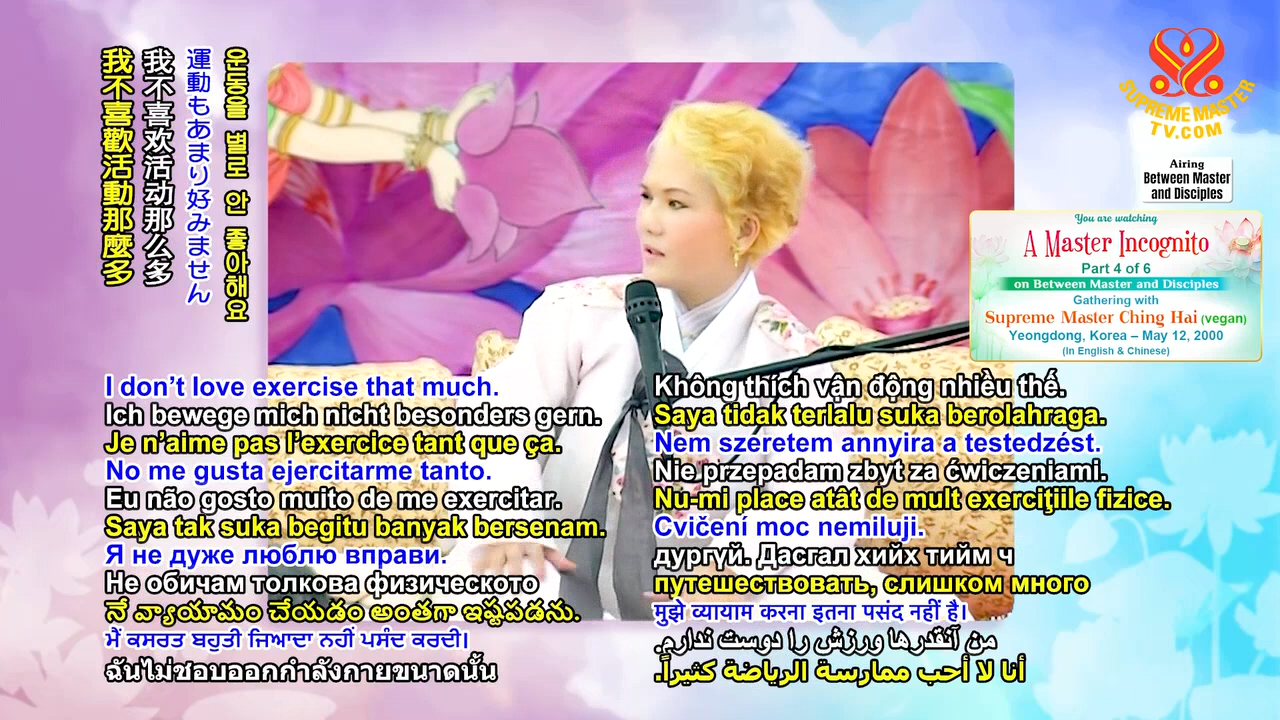 我不喜歡活動那麼多
我不喜欢活动那么多
運動もあまり好みません
운동을 별로 안 좋아해요
SUPREME MASTER
TV.COM
Airing
Between Master
and Disciples
You are watching
A Master Incognito
Part 4 of 6
on Between Master and Disciples
Gathering with
Supreme Master Ching Hai (vegan)
Yeongdong, Korea – May 12, 2000
(In English & Chinese)
I don’t love exercise that much.
Ich bewege mich nicht besonders gern.
Je n’aime pas l’exercice tant que ça.
No me gusta ejercitarme tanto.
Eu não gosto muito de me exercitar.
Saya tak suka begitu banyak bersenam.
Я не дуже люблю вправи.
Не обичам толкова физическото
నే వ్యాయామం చేయడం అంతగా ఇష్టపడను.
ਮੈਂ ਕਸਰਤ ਬਹੁਤੀ ਜਿਆਦਾ ਨਹੀਂ ਪਸੰਦ ਕਰਦੀ।
ฉันไม่ชอบออกกำลังกายขนาดนั้น
Không thích vận động nhiều thế.
Saya tidak terlalu suka berolahraga.
Nem szeretem annyira a testedzést.
Nie przepadam zbyt za ćwiczeniami.
Nu-mi place atât de mult exerciţiile fizice.
Cvičení moc nemiluji.
дургүй. Дасгал хийх тийм ч
путешествовать, слишком много
मुझे व्यायाम करना इतना पसंद नहीं है।
من آنقدرها ورزش را دوست ندارم.
أنا لا أحب ممارسة الرياضة كثيراً.